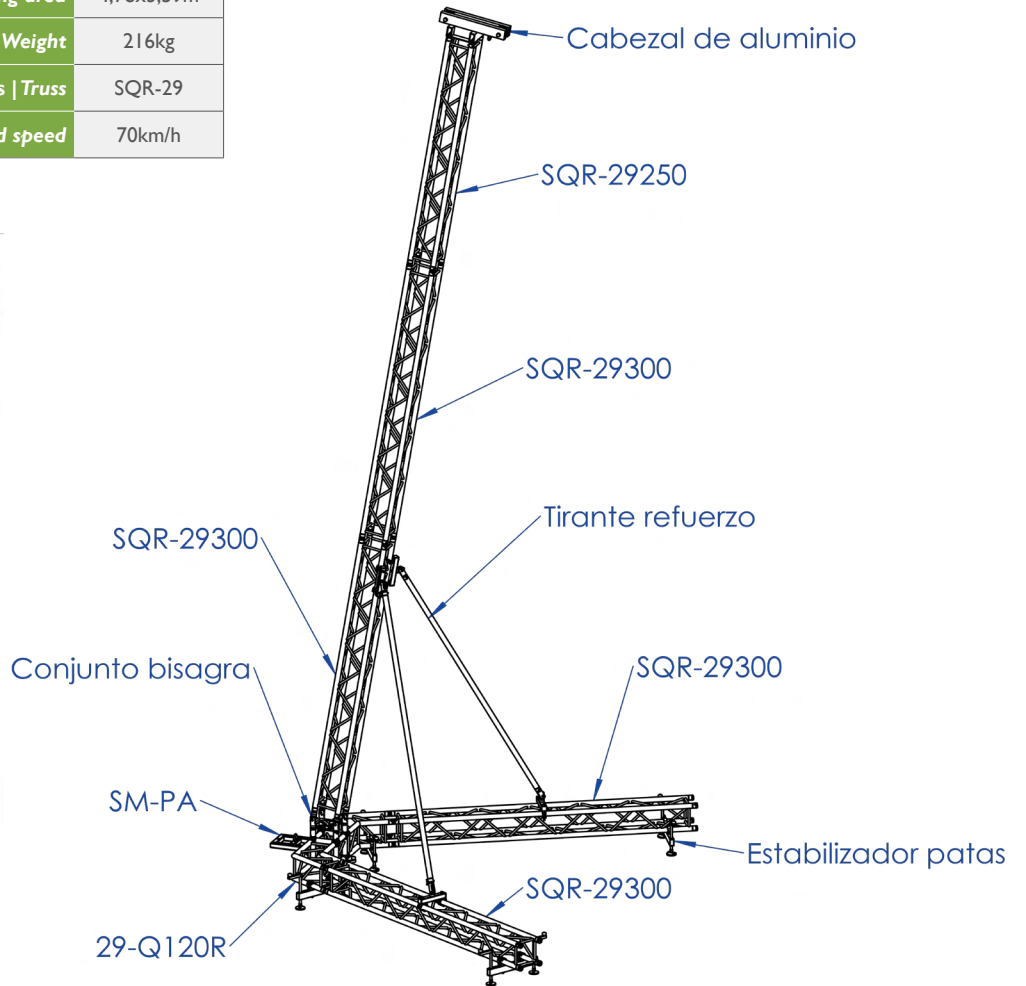 Weight 216kg
| Truss SQR-29
speed 70km/h
Cabezal de aluminio
SQR-29250
SQR-29300
Tirante refuerzo
SQR-29300
Conjunto bisagra
SQR-29300
SM-PA
Estabilizador patas
SQR-29300
29-Q120R